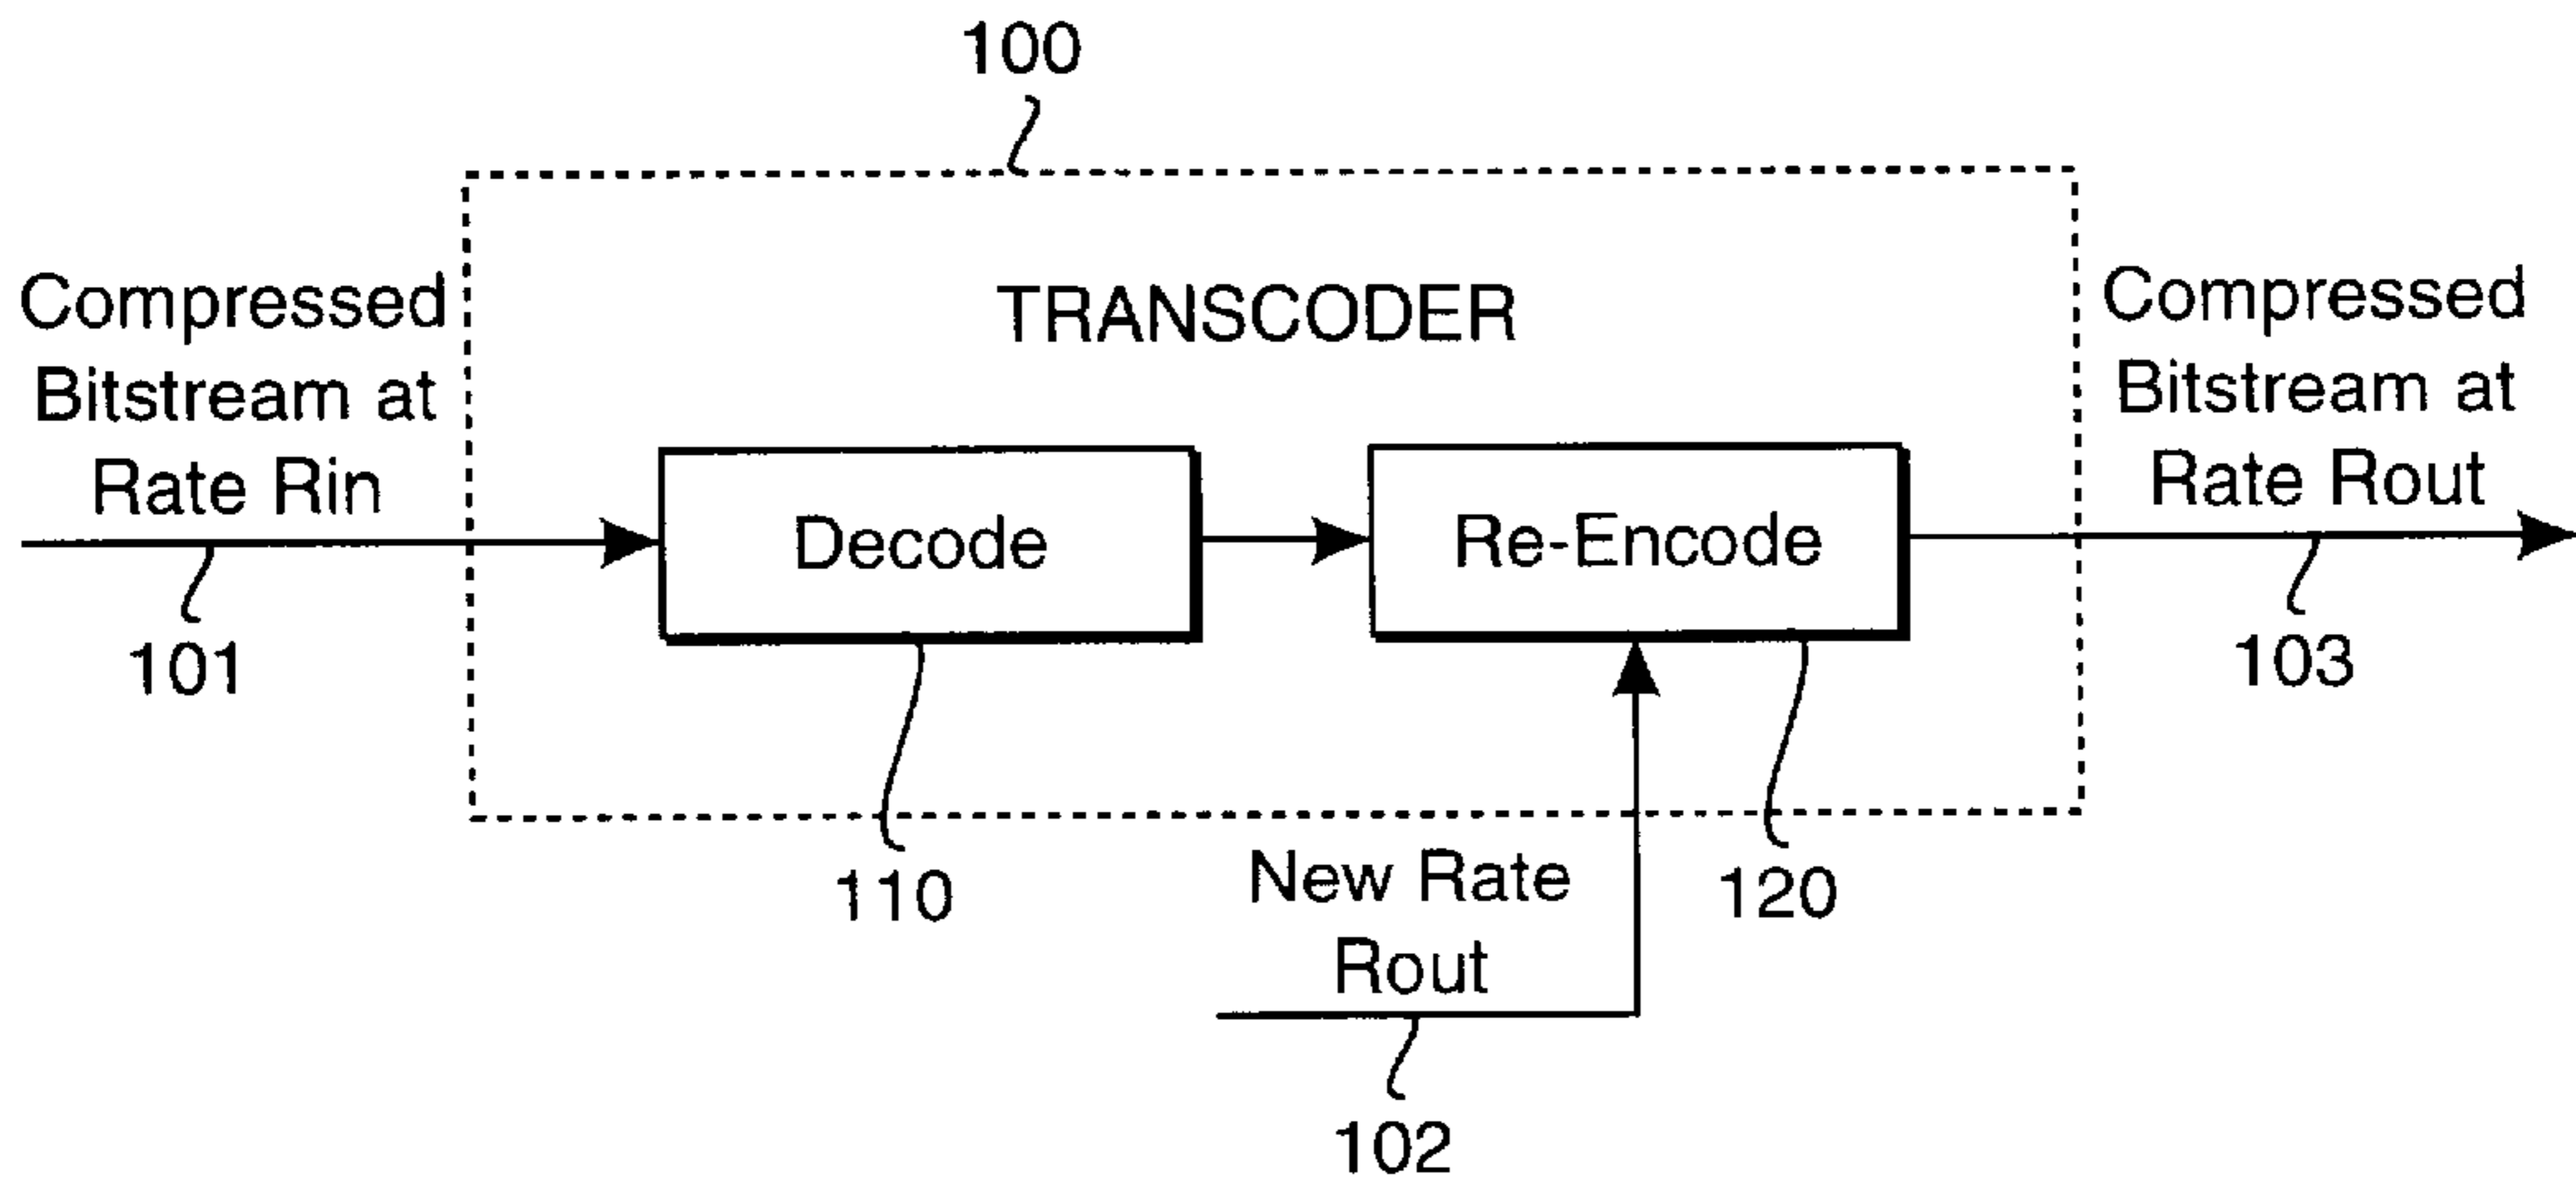 100
Compressed
Bitstream at
Rate Rin
TRANSCODER
Compressed
Bitstream at
Rate Rout
Decode
Re-Encode
101
103
110
New Rate
Rout
120
102